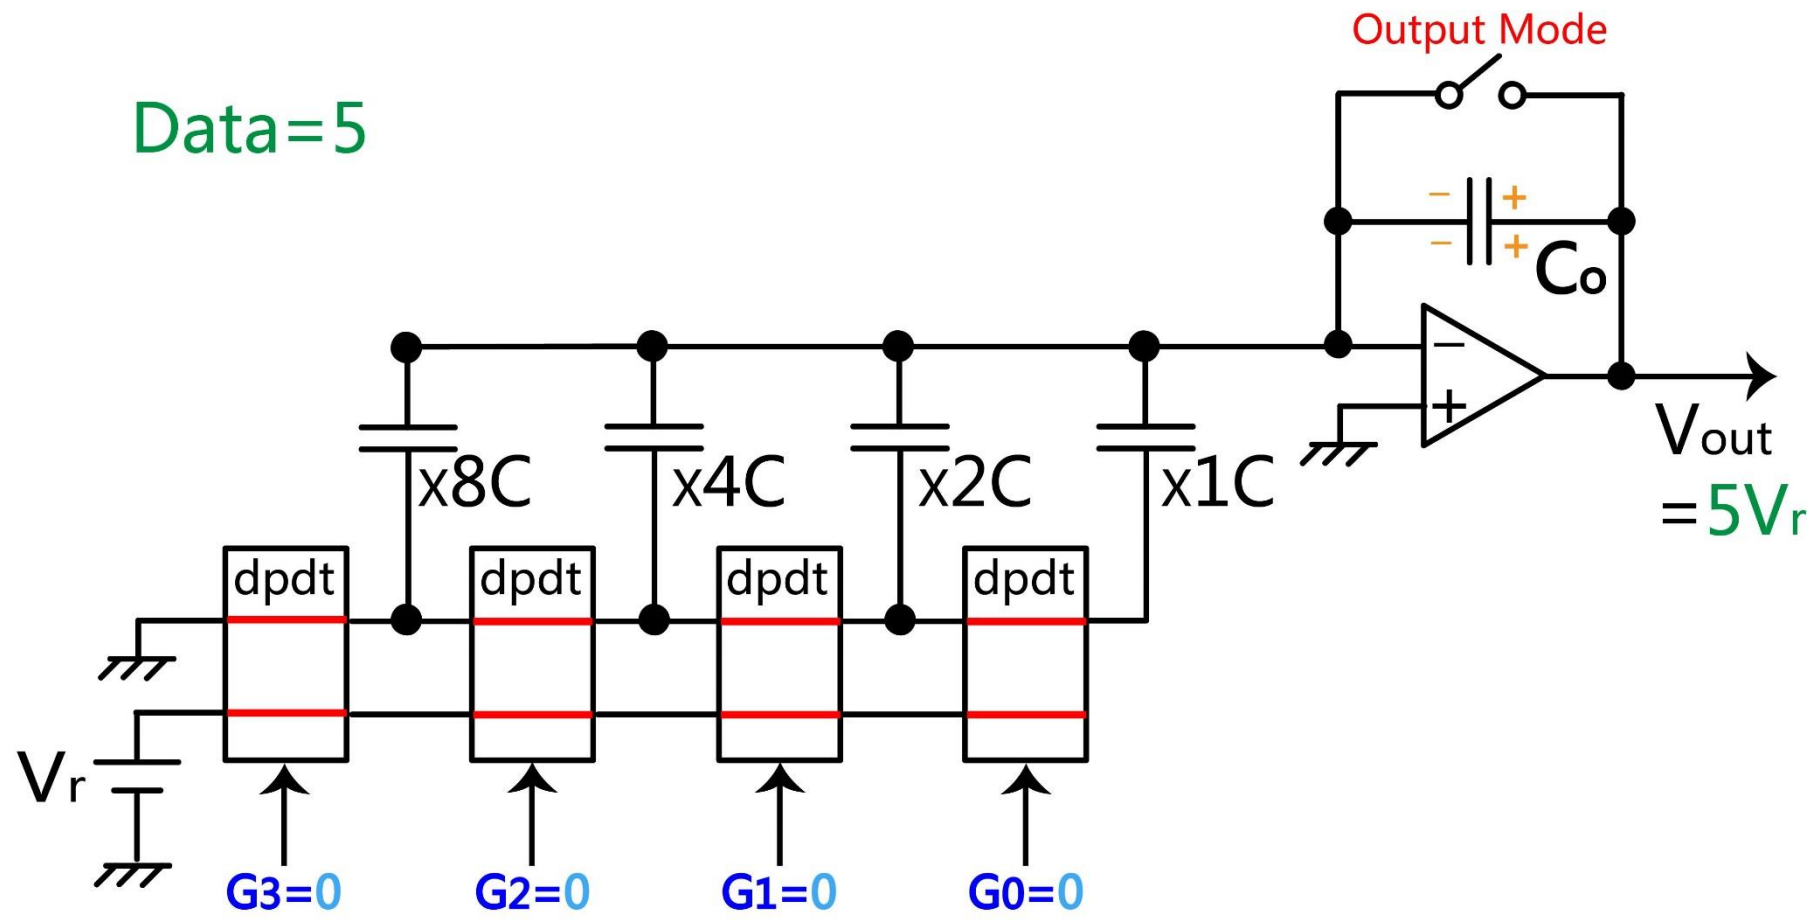 Output Mode
Data=5
− +
− +
Co
−
+
Vout
=5Vr
x8C
x4C
x2C
x1C
dpdt
dpdt
dpdt
dpdt
Vr
G3=0
G2=0
G1=0
G0=0